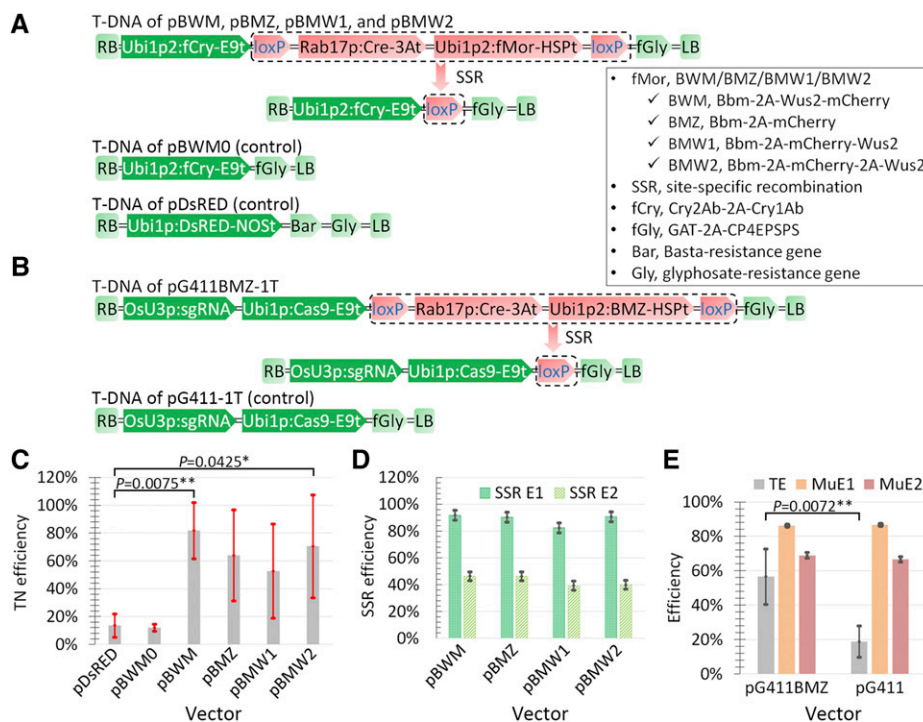 A
T-DNA of pBWM, pBMZ, pBMW1, and pBMW2
RB Ubi1p2:fCry-E9t loxP Rab17p:Cre-3At Ubi1p2:fMor-HSPt loxP fGly LB
SSR
RB Ubi1p2:fCry-E9t loxP fGly LB
T-DNA of pBWM0 (control)
RB Ubi1p2:fCry-E9t fGly LB
T-DNA of pDsRED (control)
RB Ubi1p:DsRED-NOSt Bar Gly LB
• fMor, BWM/BMZ/BMW1/BMW2
✓ BWM, Bbm-2A-Wus2-mCherry
✓ BMZ, Bbm-2A-mCherry
✓ BMW1, Bbm-2A-mCherry-Wus2
✓ BMW2, Bbm-2A-mCherry-2A-Wus2
• SSR, site-specific recombination
• fCry, Cry2Ab-2A-Cry1Ab
• fGly, GAT-2A-CP4EPSPS
• Bar, Basta-resistance gene
• Gly, glyphosate-resistance gene
B
T-DNA of pG411BMZ-1T
RB OsU3p:sgRNA Ubi1p:Cas9-E9t loxP Rab17p:Cre-3At Ubi1p2:BMZ-HSPt loxP fGly LB
SSR
RB OsU3p:sgRNA Ubi1p:Cas9-E9t loxP fGly LB
T-DNA of pG411-1T (control)
RB OsU3p:sgRNA Ubi1p:Cas9-E9t fGly LB
C
TN efficiency
120%
100%
80%
60%
40%
20%
0%
P=0.0425*
P=0.0075**
pDsRED
pBWM0
pBWM
pBMZ
pBMW1
pBMW2
Vector
D
SSR efficiency
120%
100%
80%
60%
40%
20%
0%
SSR E1
SSR E2
pBWM
pBMZ
pBMW1
pBMW2
Vector
E
TE
MuE1
MuE2
Efficiency
100%
80%
60%
40%
20%
0%
P=0.0072**
pG411BMZ
pG411
Vector